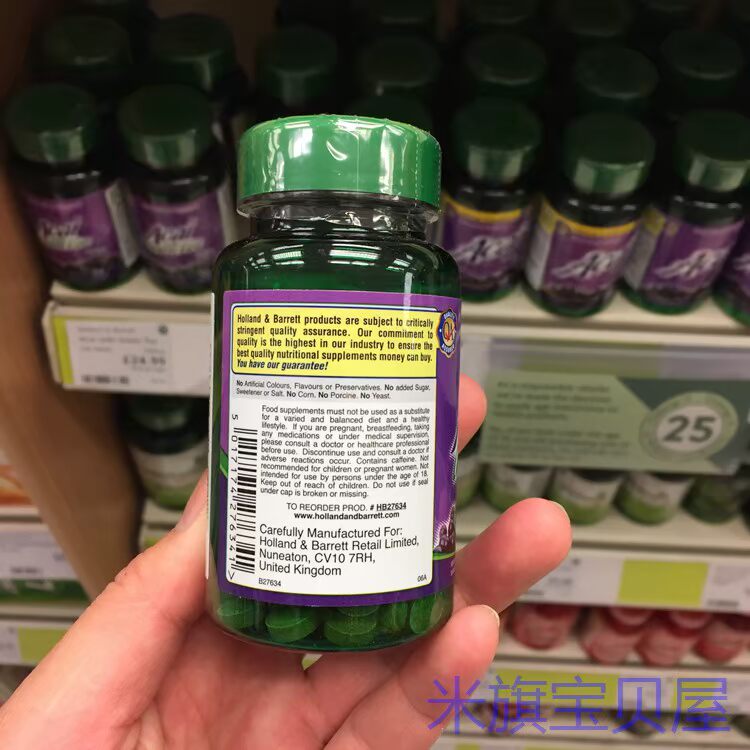 Holland & Barrett products are subject to critically
stringent quality assurance. Our commitment to
quality is the highest in our industry to ensure the
best quality nutritional supplements money can buy.
You have our guarantee!
No Artificial Colours, Flavours or Preservatives. No added Sugar,
Sweetener or Salt. No Corn. No Porcine. No Yeast.
Food supplements must not be used as a substitute
for a varied and balanced diet and a healthy
lifestyle. If you are pregnant, breastfeeding, taking
any medications or under medical supervision,
please consult a doctor or healthcare professional
before use. Discontinue use and consult a doctor if
adverse reactions occur. Contains caffeine. Not
recommended for children or pregnant women. Not
intended for use by persons under the age of 18.
Keep out of reach of children. Do not use if seal
under cap is broken or missing.
TO REORDER PROD. # HB27634
www.hollandandbarrett.com
Carefully Manufactured For:
Holland & Barrett Retail Limited,
Nuneaton, CV10 7RH,
United Kingdom
B27634 06A
5 017174 276341 >
£24.99
25
米旗宝贝屋